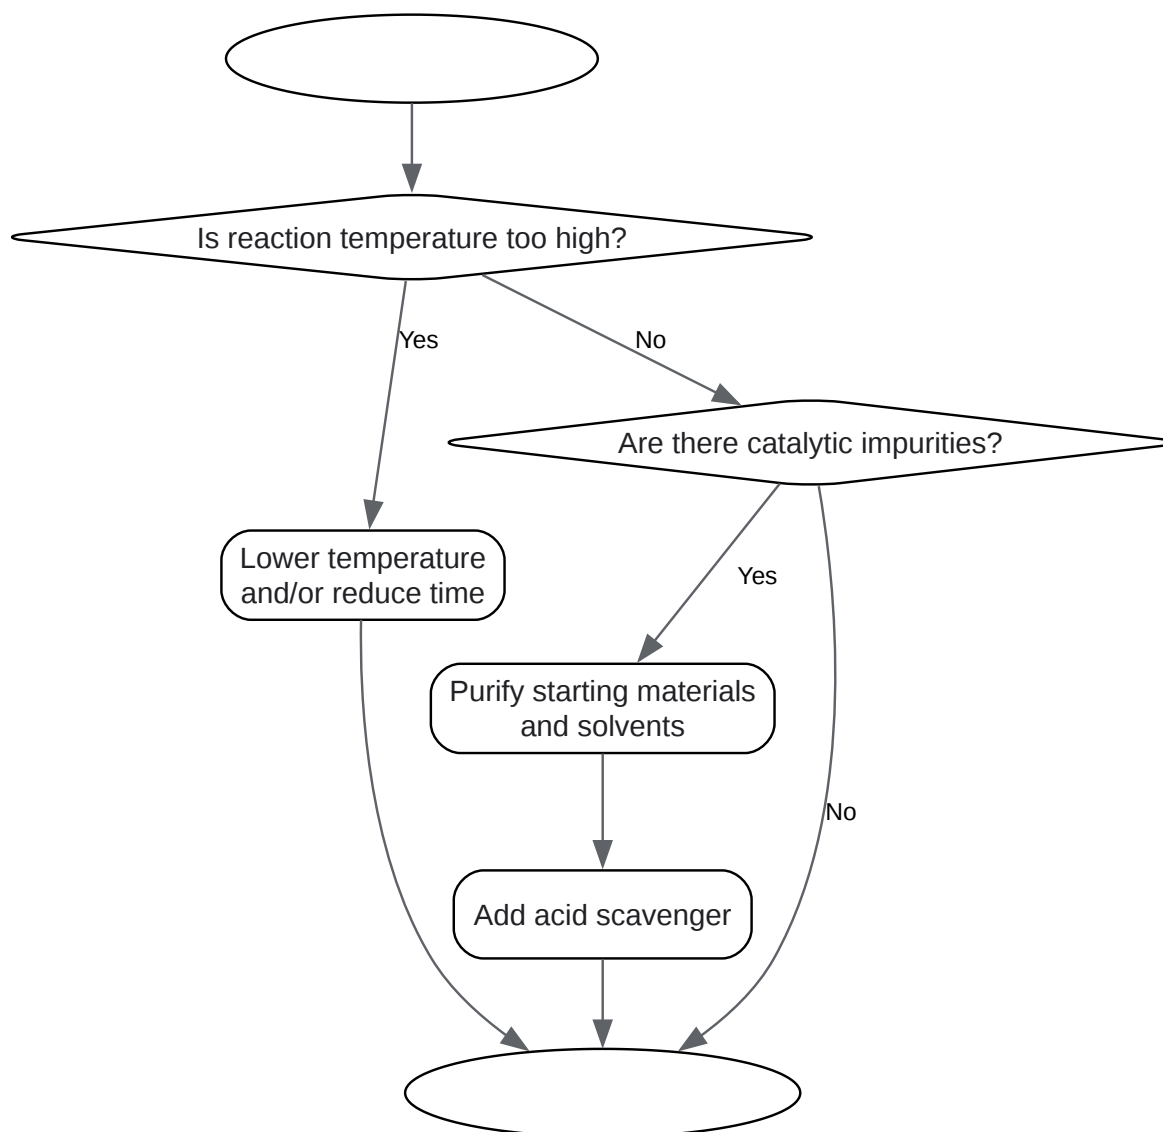 Is reaction temperature too high?
Yes
No
Are there catalytic impurities?
Lower temperature
and/or reduce time
Yes
Purify starting materials
and solvents
No
Add acid scavenger